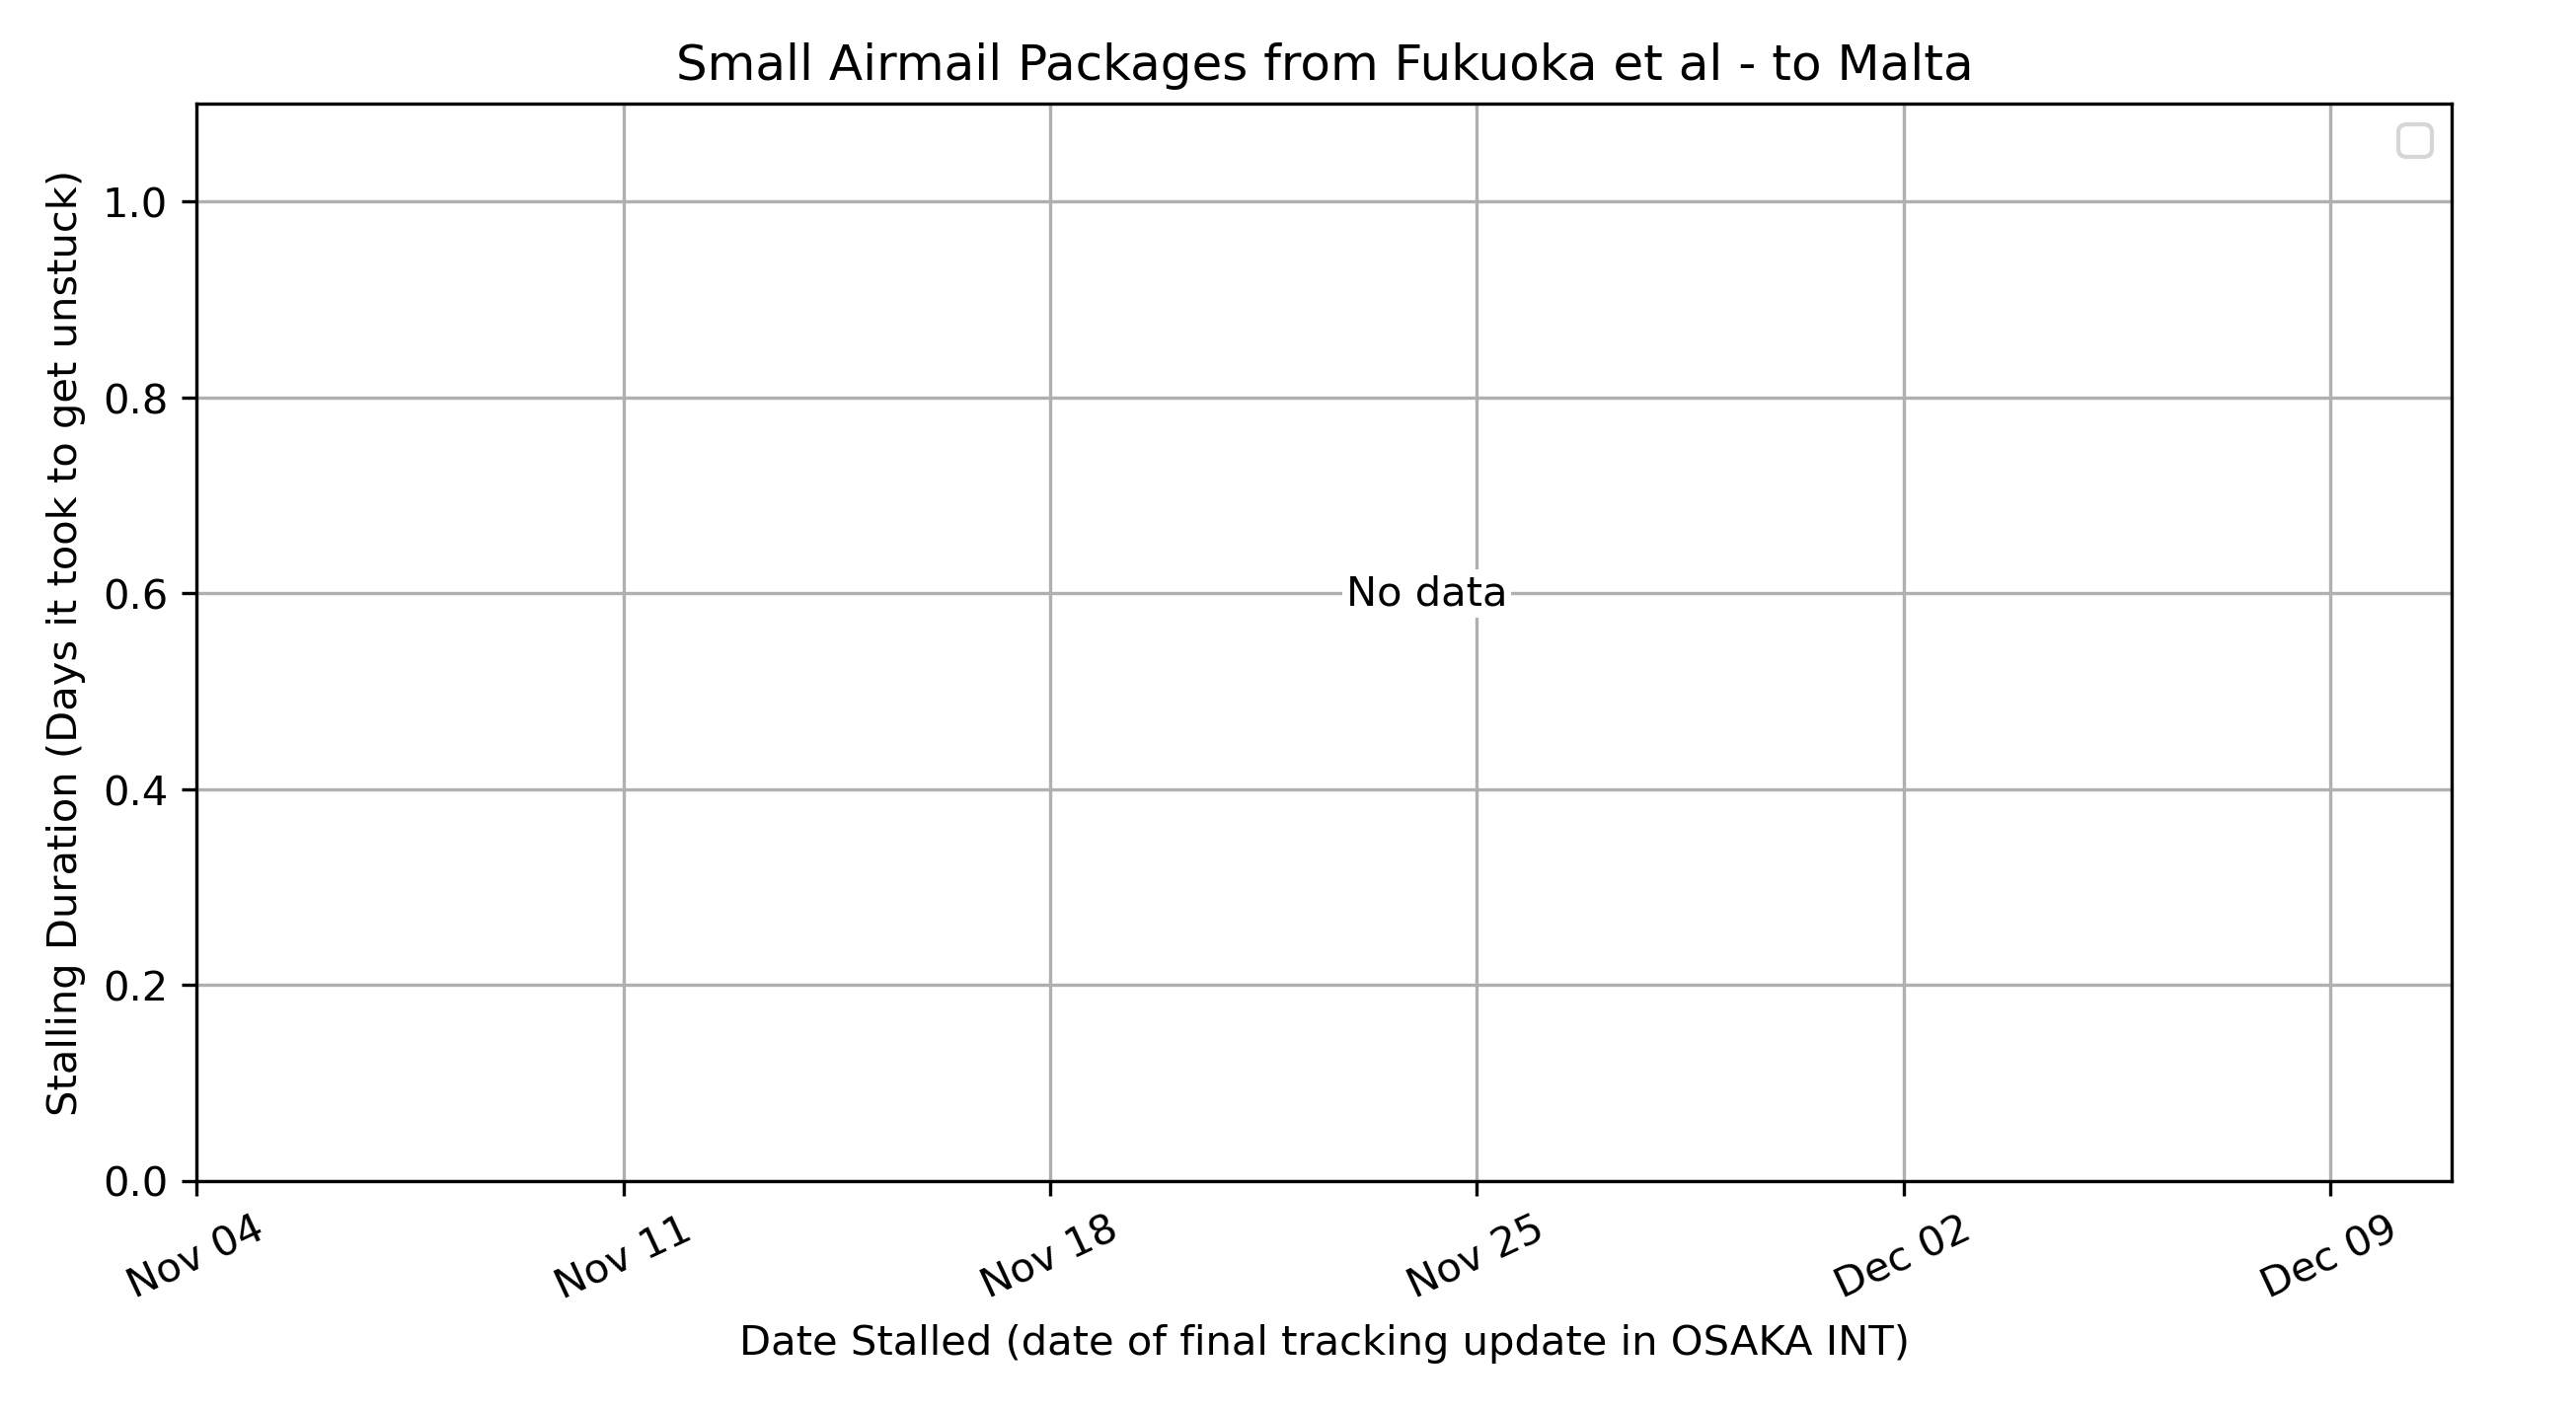 Small Airmail Packages from Fukuoka et al - to Malta
Stalling Duration (Days it took to get unstuck)
1.0
0.8
0.6
0.4
0.2
0.0
No data
Nov 04
Nov 11
Nov 18
Nov 25
Dec 02
Dec 09
Date Stalled (date of final tracking update in OSAKA INT)